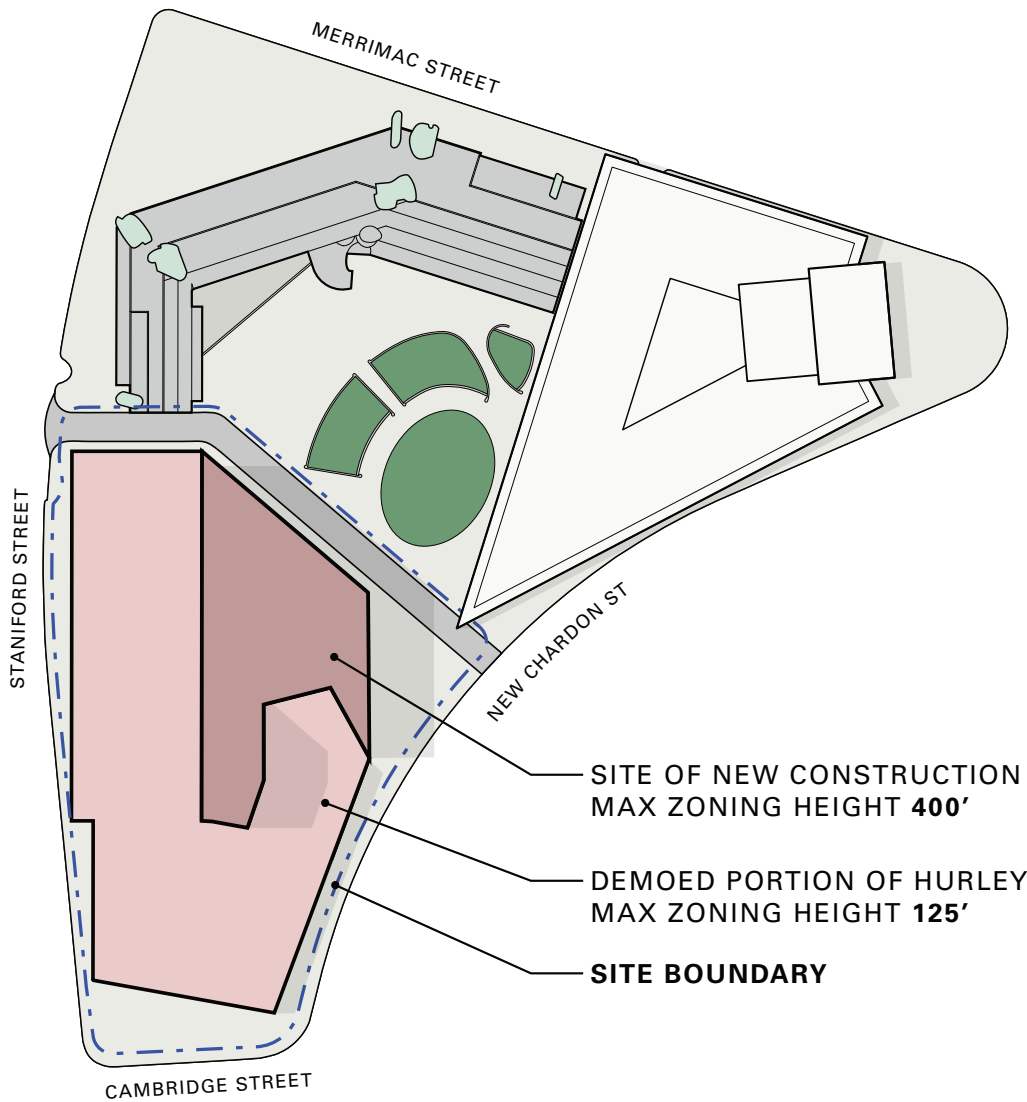 MERRIMAC STREET
STANIFORD STREET
NEW CHARDON ST
SITE OF NEW CONSTRUCTION
MAX ZONING HEIGHT 400’
DEMOED PORTION OF HURLEY
MAX ZONING HEIGHT 125’
SITE BOUNDARY
CAMBRIDGE STREET